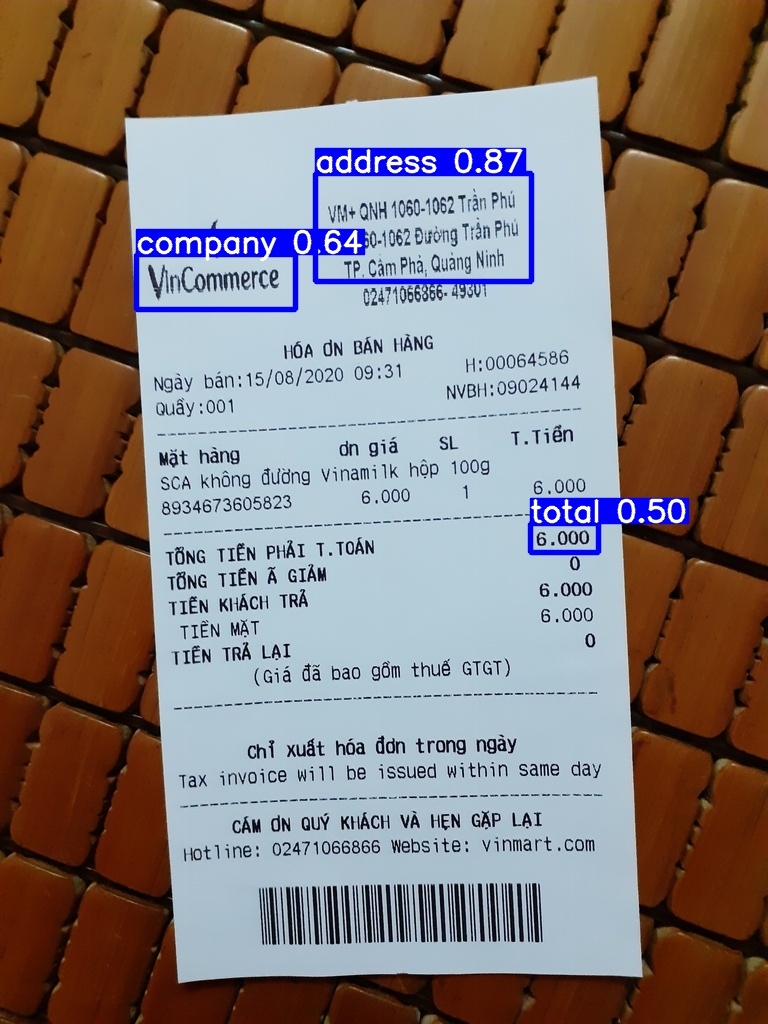 address 0.87
VM+ QNH 1060-1062 Trần Phú
company 0.64
60-1062 Đường Trần Phú
VinCommerce
TP. Cẩm Phả, Quảng Ninh
02471066866- 49301
HÓA ƠN BÁN HÀNG
Ngày bán:15/08/2020 09:31 H:00064586
Quầy:001 NVBH:09024144
Mặt hàng ơn giá SL T.Tiền
SCA không đường Vinamilk hộp 100g
8934673605823 6.000 1 6.000
total 0.50
TỔNG TIỀN PHẢI T.TOÁN 6.000
TỔNG TIỀN Ã GIẢM 0
TIỀN KHÁCH TRẢ 6.000
TIỀN MẶT 6.000
TIỀN TRẢ LẠI 0
(Giá đã bao gồm thuế GTGT)
Chỉ xuất hóa đơn trong ngày
Tax invoice will be issued within same day
CÁM ƠN QUÝ KHÁCH VÀ HẸN GẶP LẠI
Hotline: 02471066866 Website: vinmart.com